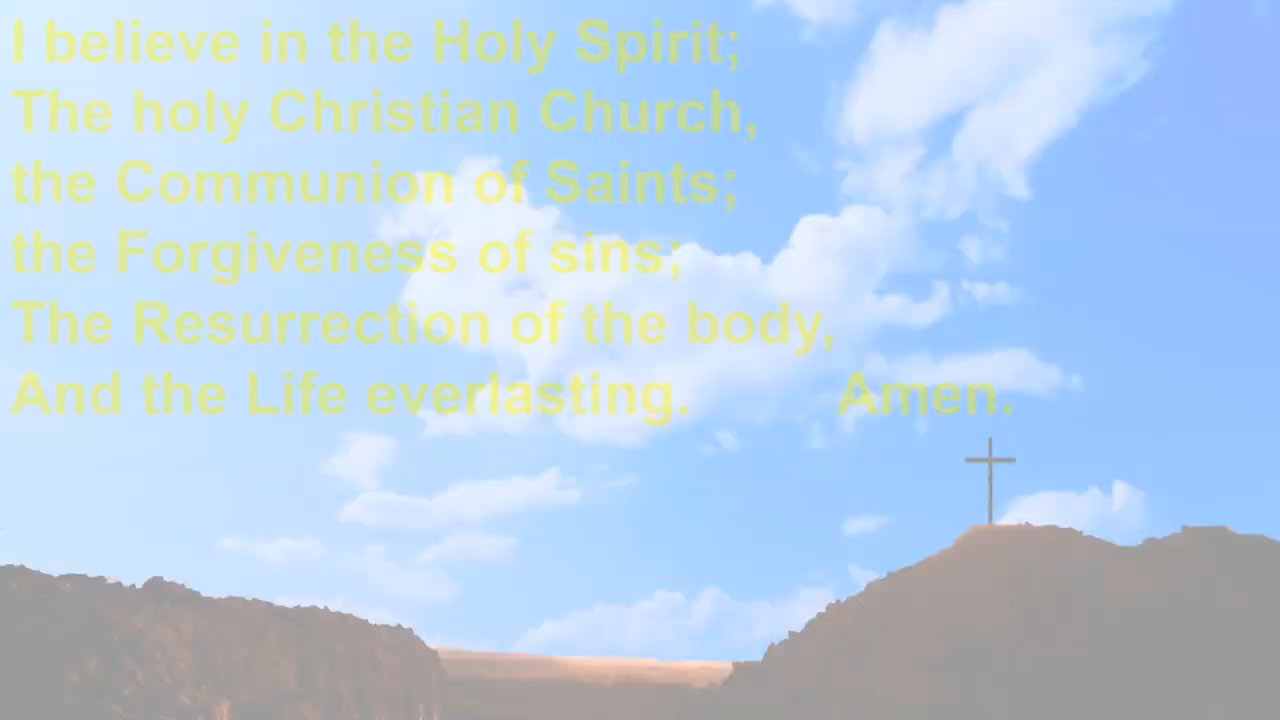 I believe in the Holy Spirit;
The holy Christian Church,
the Communion of Saints;
the Forgiveness of sins;
The Resurrection of the body,
And the Life everlasting. Amen.